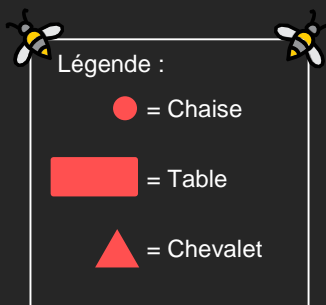 Légende :
= Chaise
= Table
= Chevalet